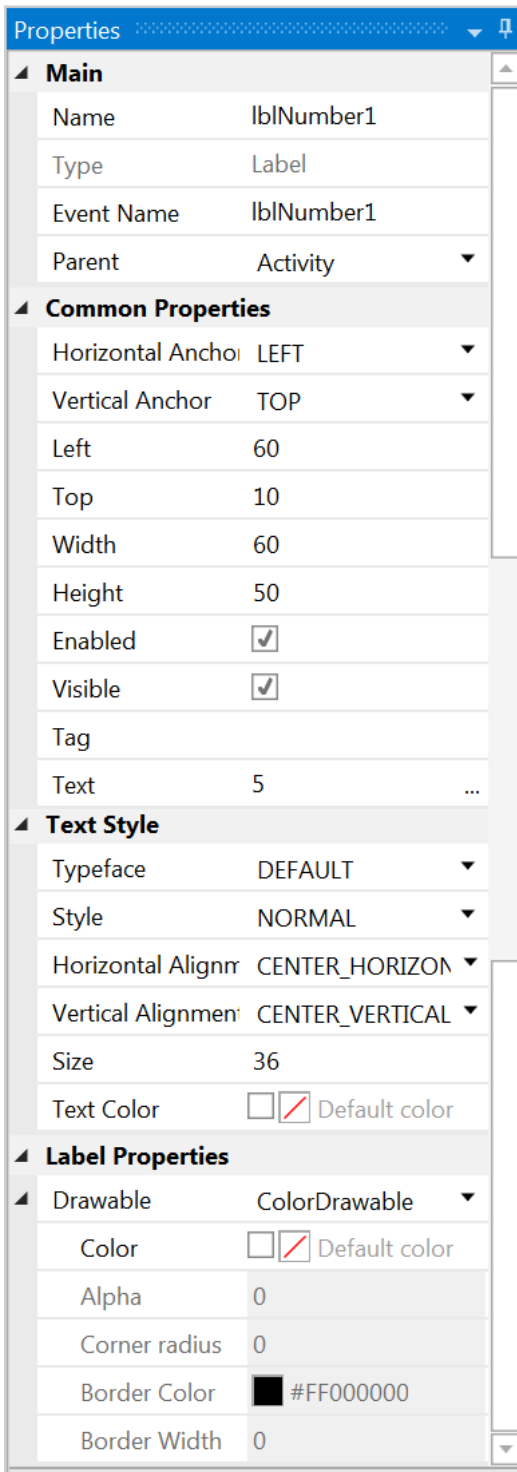 Properties
Main
Name lblNumber1
Type Label
Event Name lblNumber1
Parent Activity
Common Properties
Horizontal Ancho LEFT
Vertical Anchor TOP
Left 60
Top 10
Width 60
Height 50
Enabled
Visible
Tag
Text 5 ...
Text Style
Typeface DEFAULT
Style NORMAL
Horizontal Alignm CENTER_HORIZON
Vertical Alignment CENTER_VERTICAL
Size 36
Text Color Default color
Label Properties
Drawable ColorDrawable
Color Default color
Alpha 0
Corner radius 0
Border Color #FF000000
Border Width 0